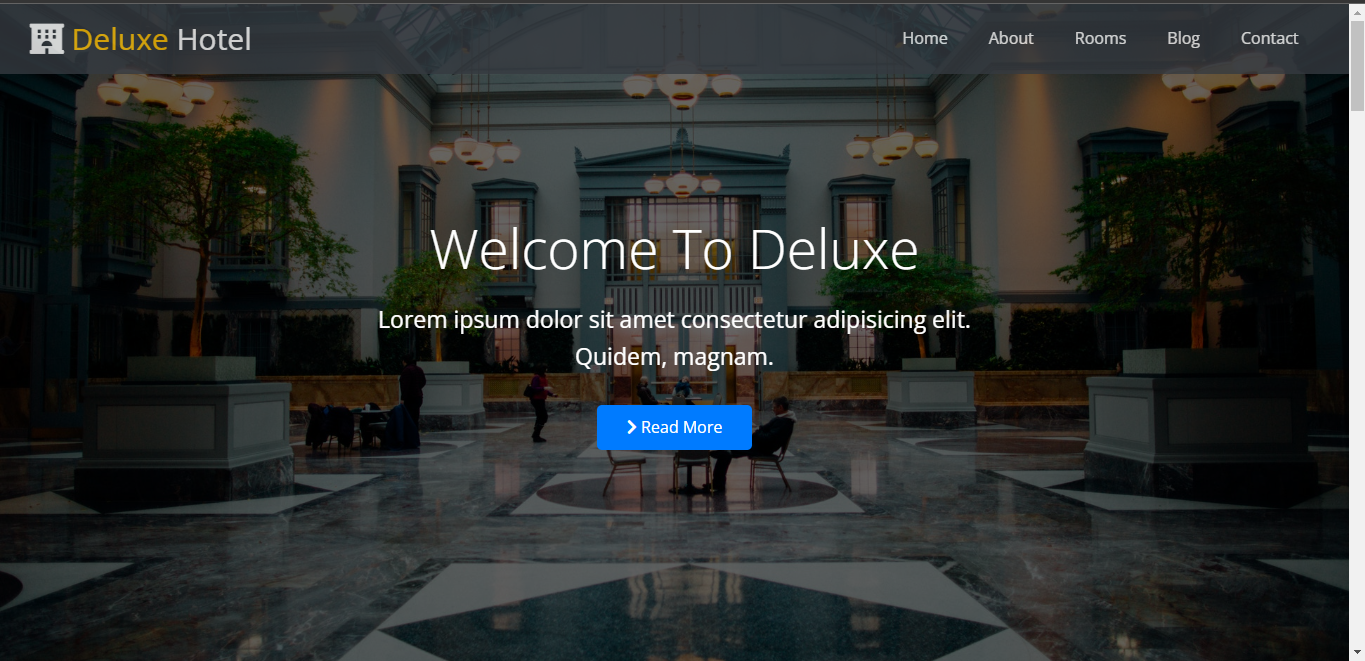 Deluxe Hotel
Home About Rooms Blog Contact
Welcome To Deluxe
Lorem ipsum dolor sit amet consectetur adipisicing elit.
Quidem, magnam.
Read More